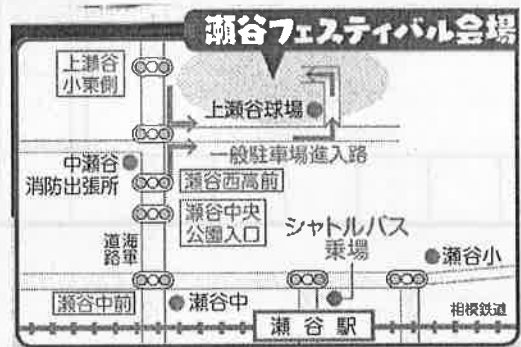 瀬谷フェスティバル会場
上瀬谷
小東側
上瀬谷球場
一般駐車場進入路
中瀬谷
消防出張所
瀬谷西高前
瀬谷中央
公園入口
シャトルバス
乗場
海軍
道路
瀬谷小
瀬谷中前
瀬谷中
相模鉄道
瀬谷駅